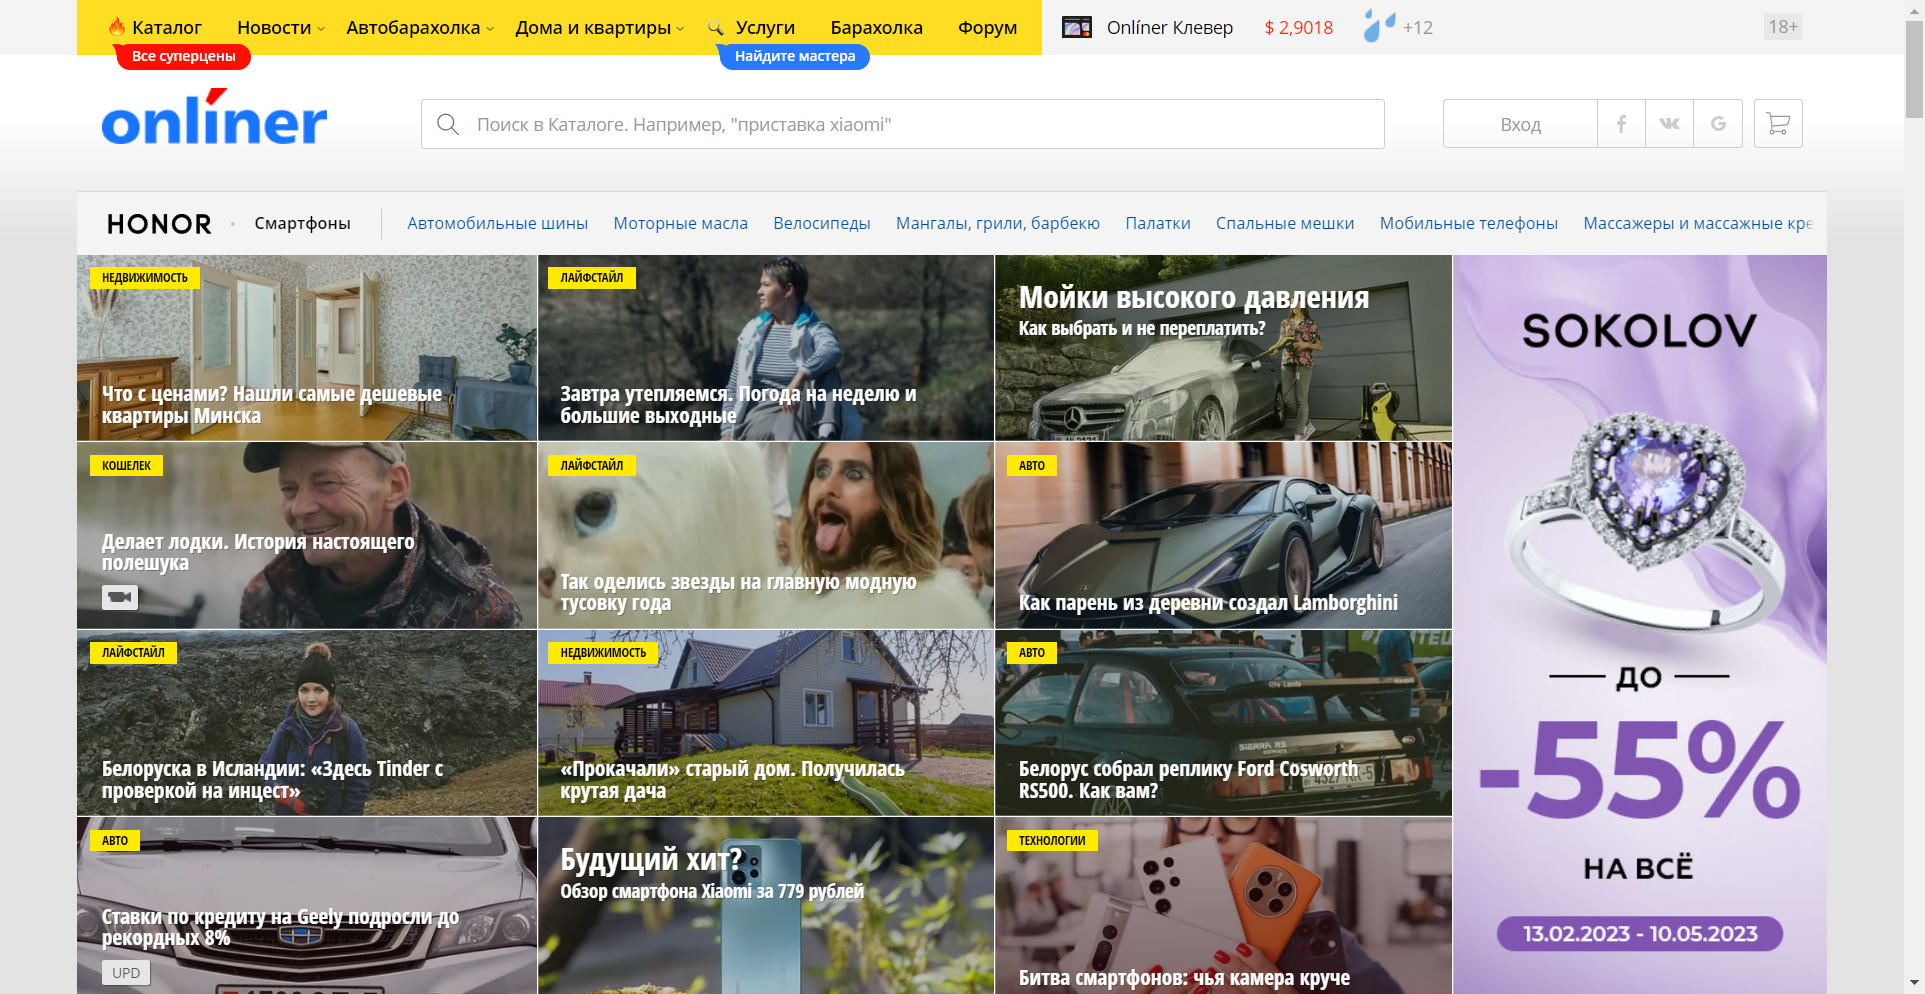 Каталог
Новости
Автобарахолка
Дома и квартиры
Услуги
Барахолка
Форум
Onlíner Клевер
$ 2,9018
+12
18+
Все суперцены
Найдите мастера
onlíner
Поиск в Каталоге. Например, "приставка xiaomi"
Вход
HONOR
Смартфоны
Автомобильные шины
Моторные масла
Велосипеды
Мангалы, грили, барбекю
Палатки
Спальные мешки
Мобильные телефоны
Массажеры и массажные кре
НЕДВИЖИМОСТЬ
Что с ценами? Нашли самые дешевые
квартиры Минска
ЛАЙФСТАЙЛ
Завтра утепляемся. Погода на неделю и
большие выходные
Мойки высокого давления
Как выбрать и не переплатить?
КОШЕЛЕК
Делает лодки. История настоящего
полешука
ЛАЙФСТАЙЛ
Так оделись звезды на главную модную
тусовку года
АВТО
Как парень из деревни создал Lamborghini
ЛАЙФСТАЙЛ
Белоруска в Исландии: «Здесь Tinder с
проверкой на инцест»
НЕДВИЖИМОСТЬ
«Прокачали» старый дом. Получилась
крутая дача
АВТО
SIERRA RS
Белорус собрал реплику Ford Cosworth
RS500. Как вам?
АВТО
Ставки по кредиту на Geely подросли до
рекордных 8%
UPD
Будущий хит?
Обзор смартфона Xiaomi за 779 рублей
ТЕХНОЛОГИИ
Битва смартфонов: чья камера круче
SOKOLOV
ДО
-55%
НА ВСЁ
13.02.2023 - 10.05.2023